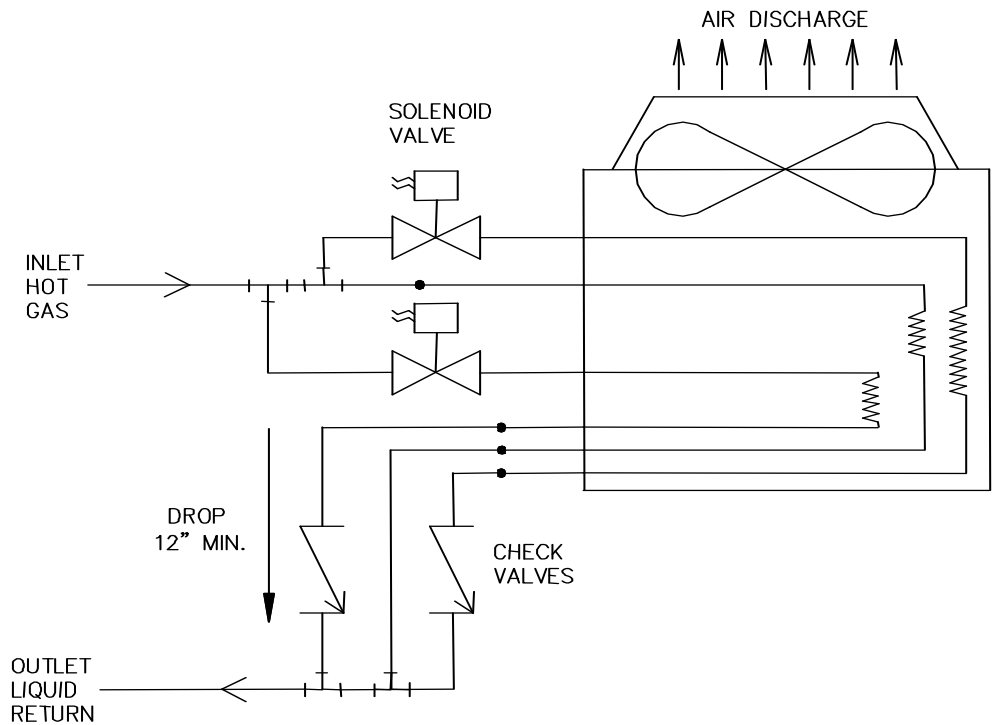 AIR DISCHARGE
SOLENOID
VALVE
INLET
HOT
GAS
DROP
12” MIN.
CHECK
VALVES
OUTLET
LIQUID
RETURN